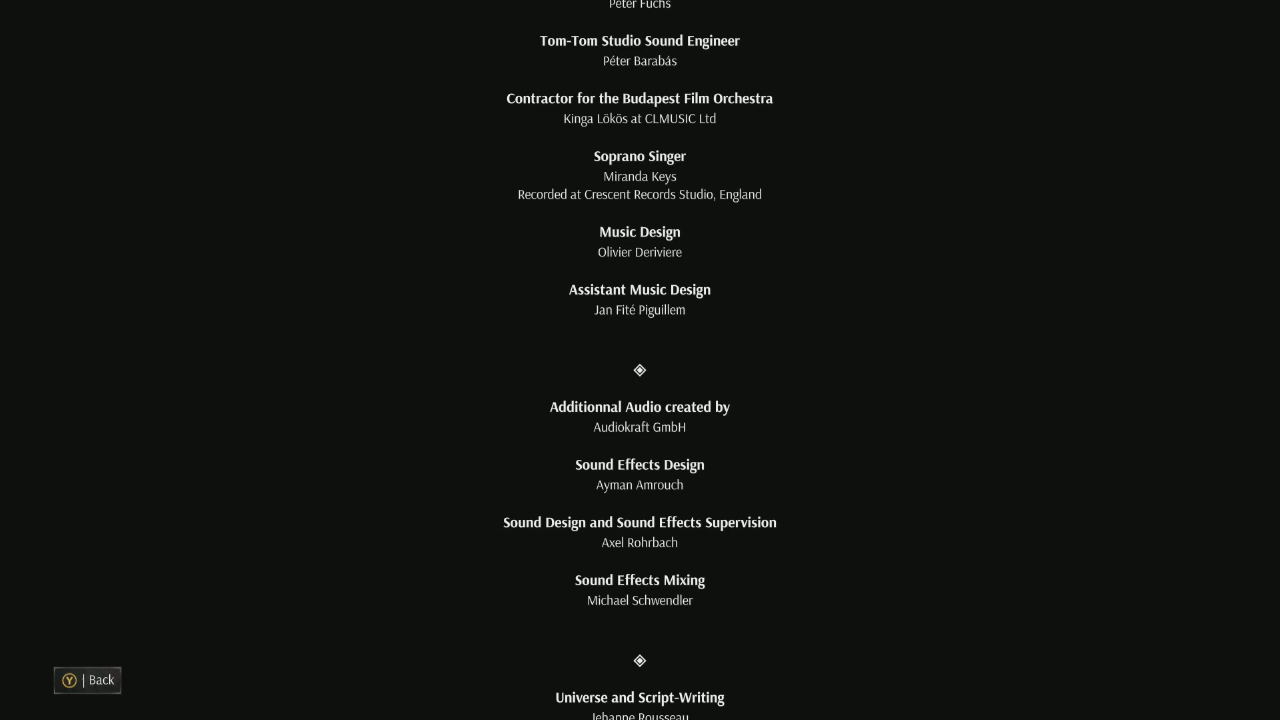 Peter Fuchs
Tom-Tom Studio Sound Engineer
Péter Barabás
Contractor for the Budapest Film Orchestra
Kinga Lökös at CLMUSIC Ltd
Soprano Singer
Miranda Keys
Recorded at Crescent Records Studio, England
Music Design
Olivier Deriviere
Assistant Music Design
Jan Fité Piguillem
Additionnal Audio created by
Audiokraft GmbH
Sound Effects Design
Ayman Amrouch
Sound Design and Sound Effects Supervision
Axel Rohrbach
Sound Effects Mixing
Michael Schwendler
Y | Back
Universe and Script-Writing
Jehanne Rousseau